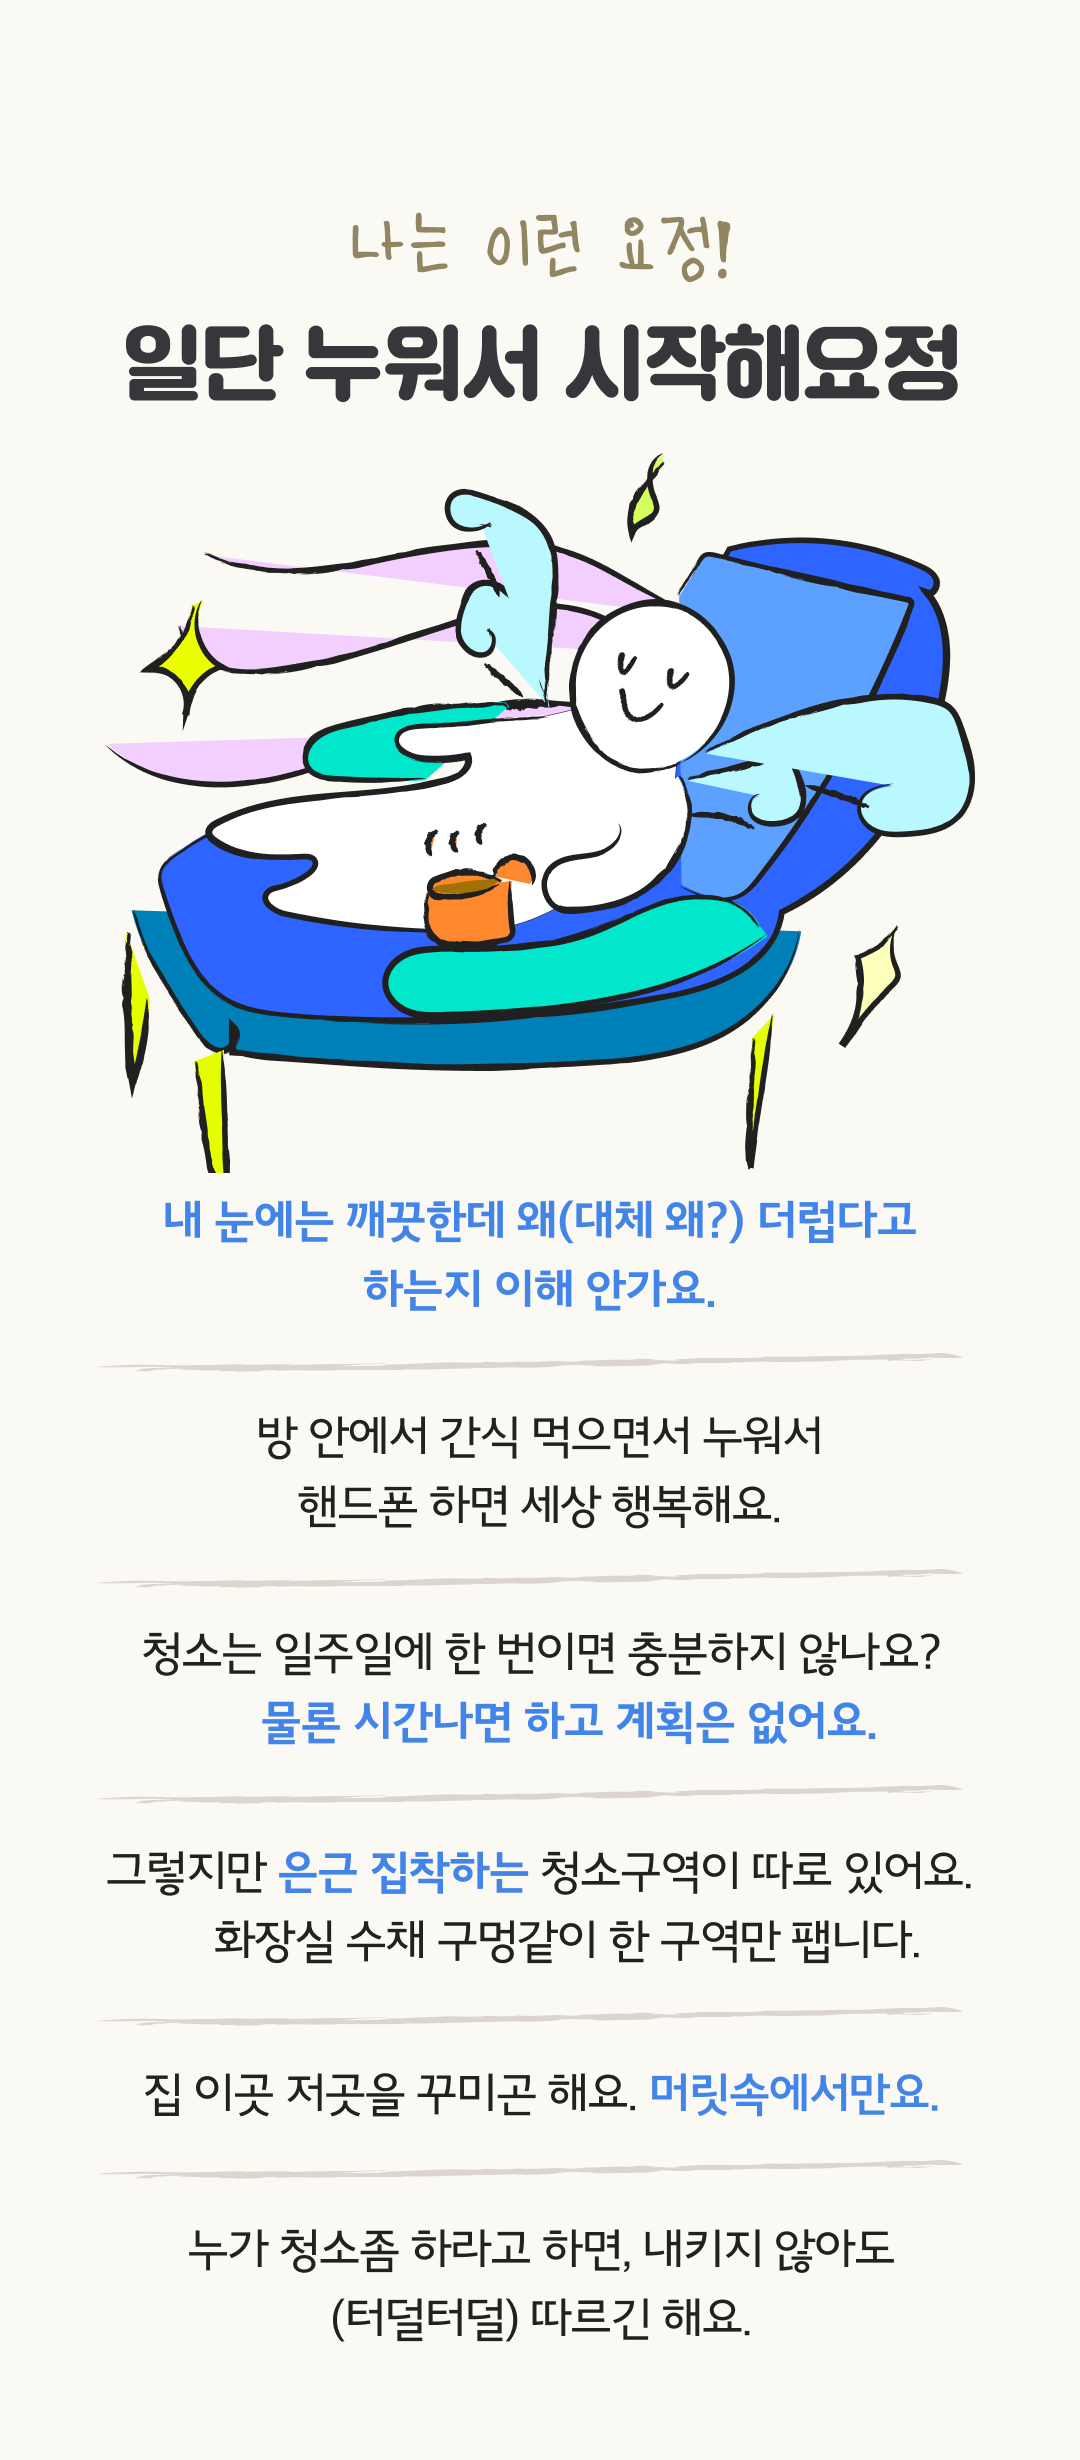 나는 이런 요정!
일단 누워서 시작해요정
내 눈에는 깨끗한데 왜(대체 왜?) 더럽다고
하는지 이해 안가요.
방 안에서 간식 먹으면서 누워서
핸드폰 하면 세상 행복해요.
청소는 일주일에 한 번이면 충분하지 않나요?
물론 시간나면 하고 계획은 없어요.
그렇지만 은근 집착하는 청소구역이 따로 있어요.
화장실 수채 구멍같이 한 구역만 팹니다.
집 이곳 저곳을 꾸미곤 해요. 머릿속에서만요.
누가 청소좀 하라고 하면, 내키지 않아도
(터덜터덜) 따르긴 해요.